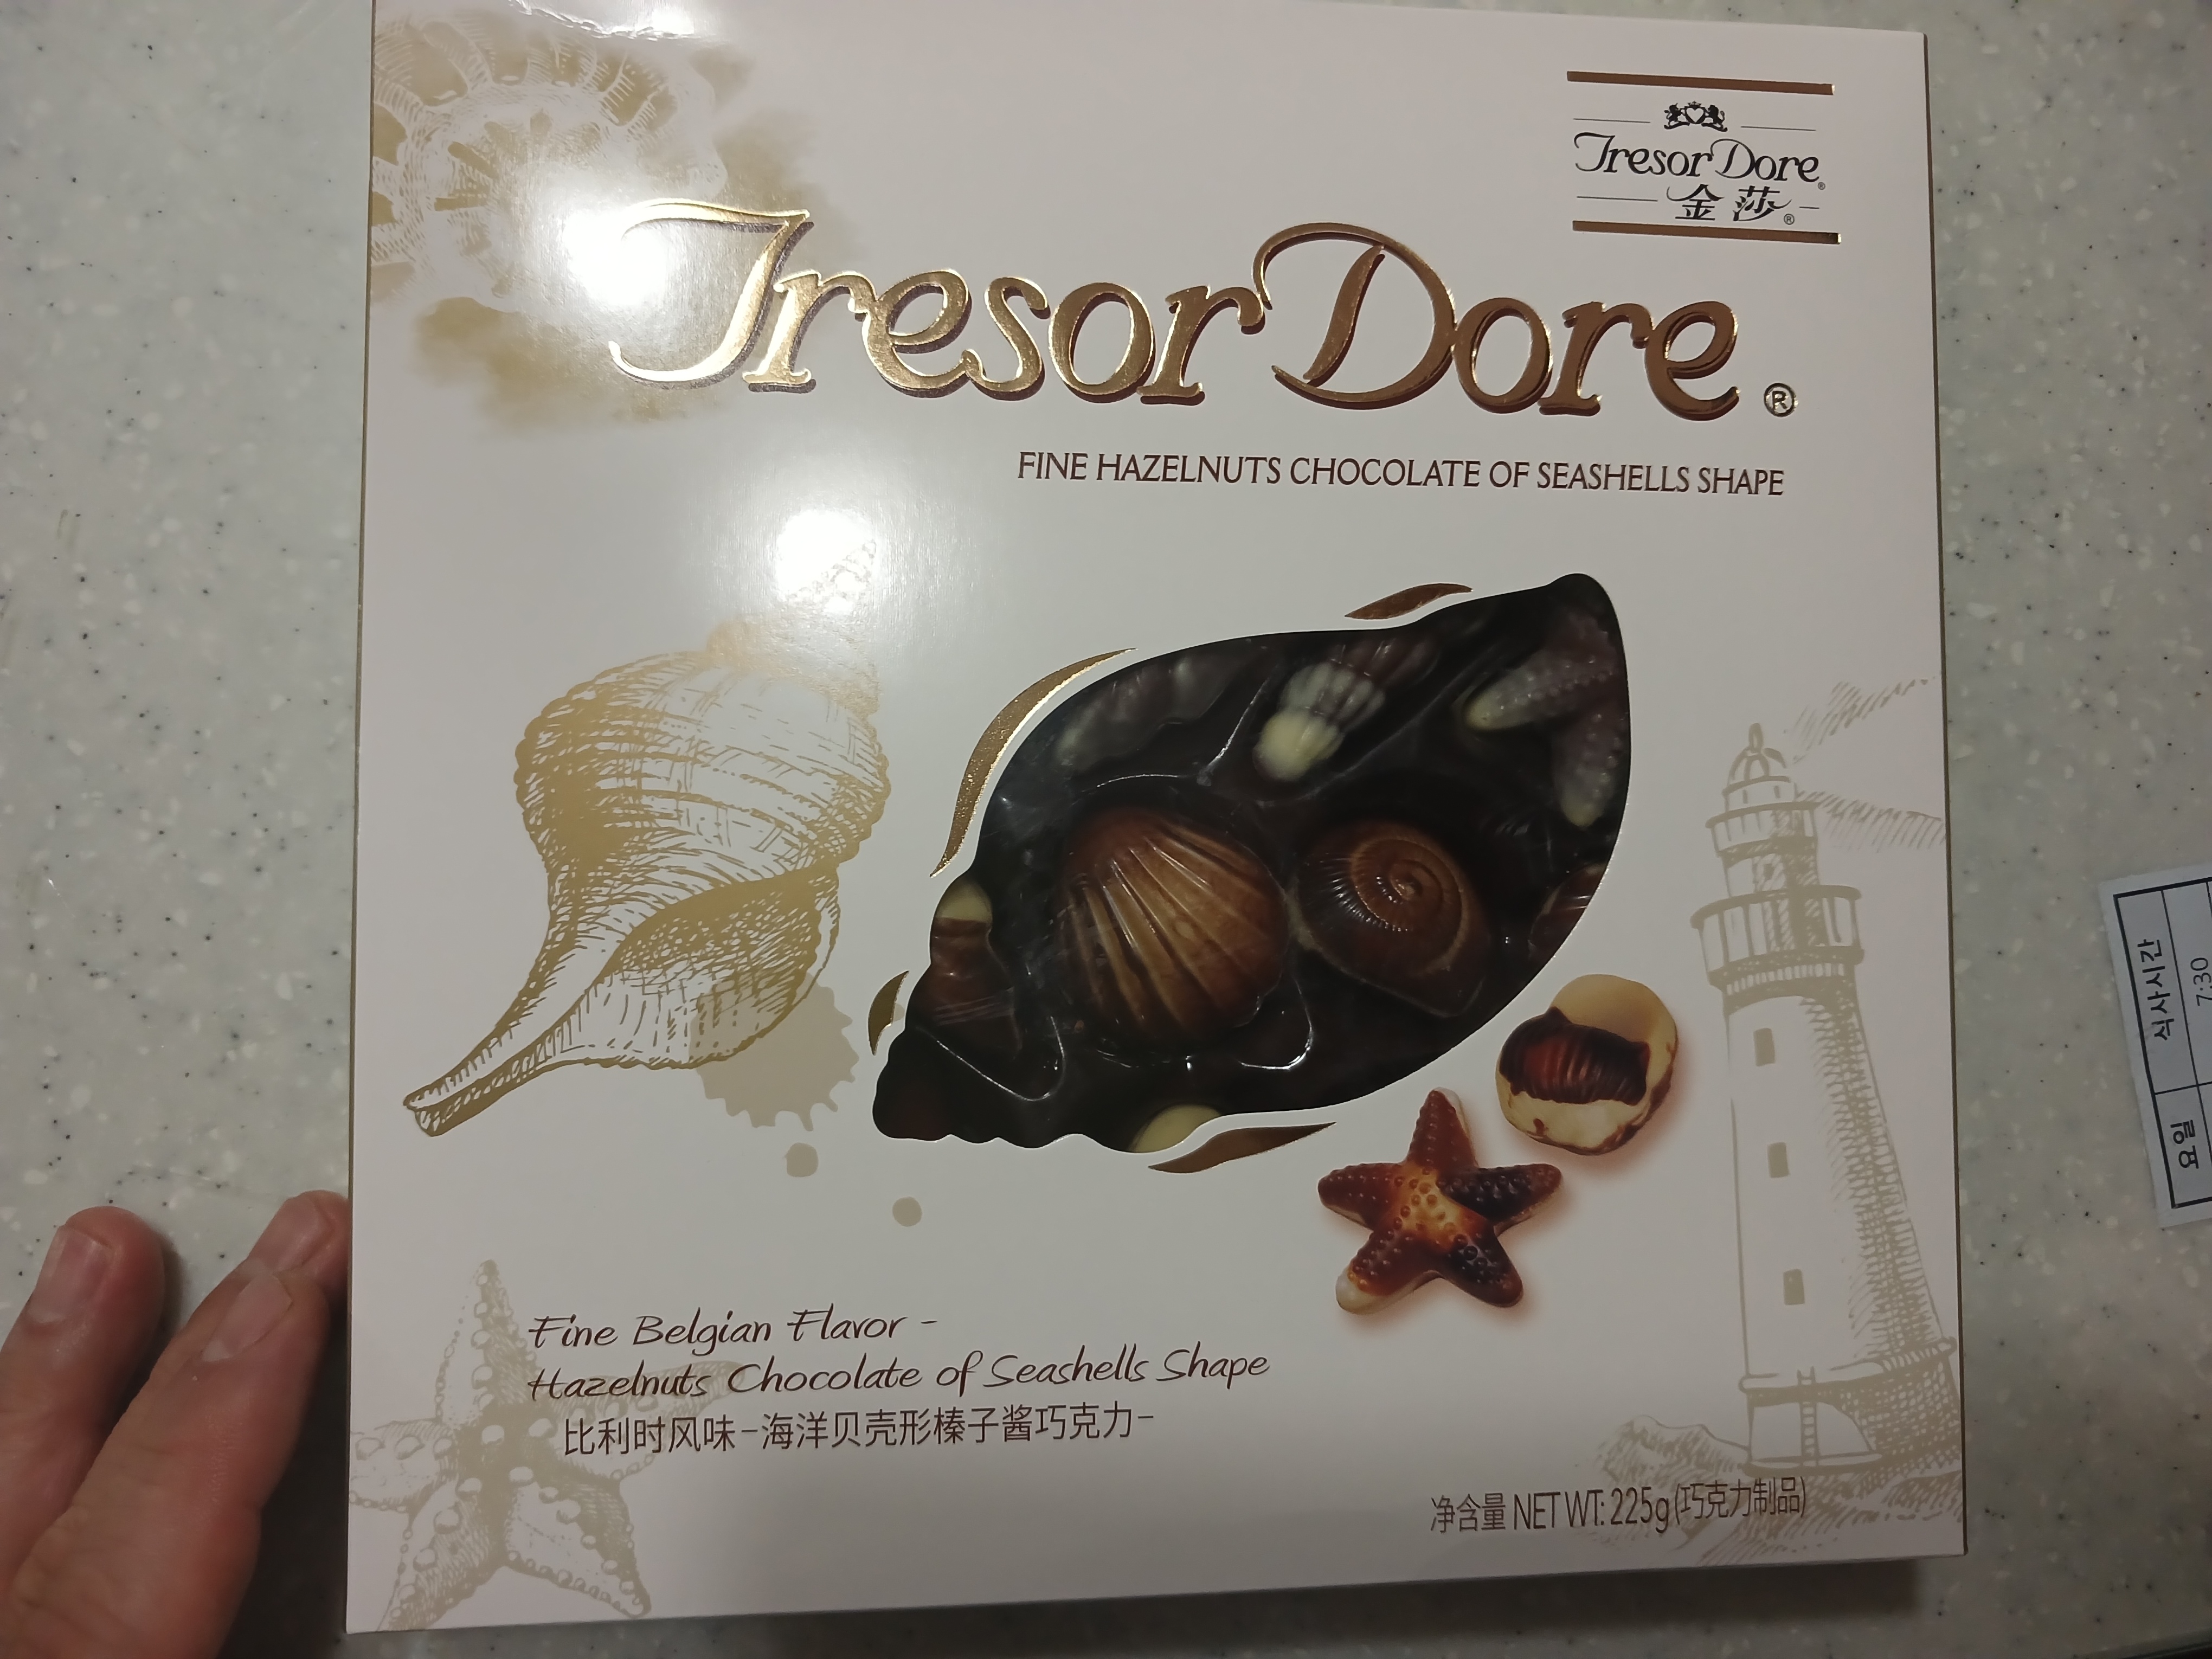 Tresor Dore®
金莎®
Tresor Dore®
FINE HAZELNUTS CHOCOLATE OF SEASHELLS SHAPE
Fine Belgian Flavor -
Hazelnuts Chocolate of Seashells Shape
比利时风味-海洋贝壳形榛子酱巧克力-
净含量 NET WT: 225g (巧克力制品)
요일 식사시간
7:30